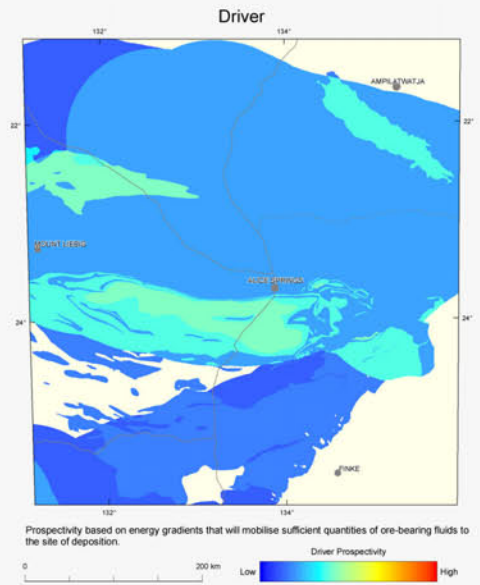 Driver
132° 134°
AMPILATWATJA
22° 22°
ALICE SPRINGS
24° 24°
FINKE
132° 134°
Prospectivity based on energy gradients that will mobilise sufficient quantities of ore-bearing fluids to
the site of deposition.
Driver Prospectivity
0 200 km
Low High